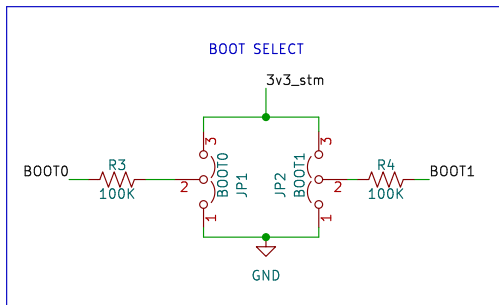 BOOT SELECT
3v3_stm
3
3
BOOT0
R3
100K
2
BOOT0
JP1
JP2
BOOT1
2
R4
100K
BOOT1
1
1
GND